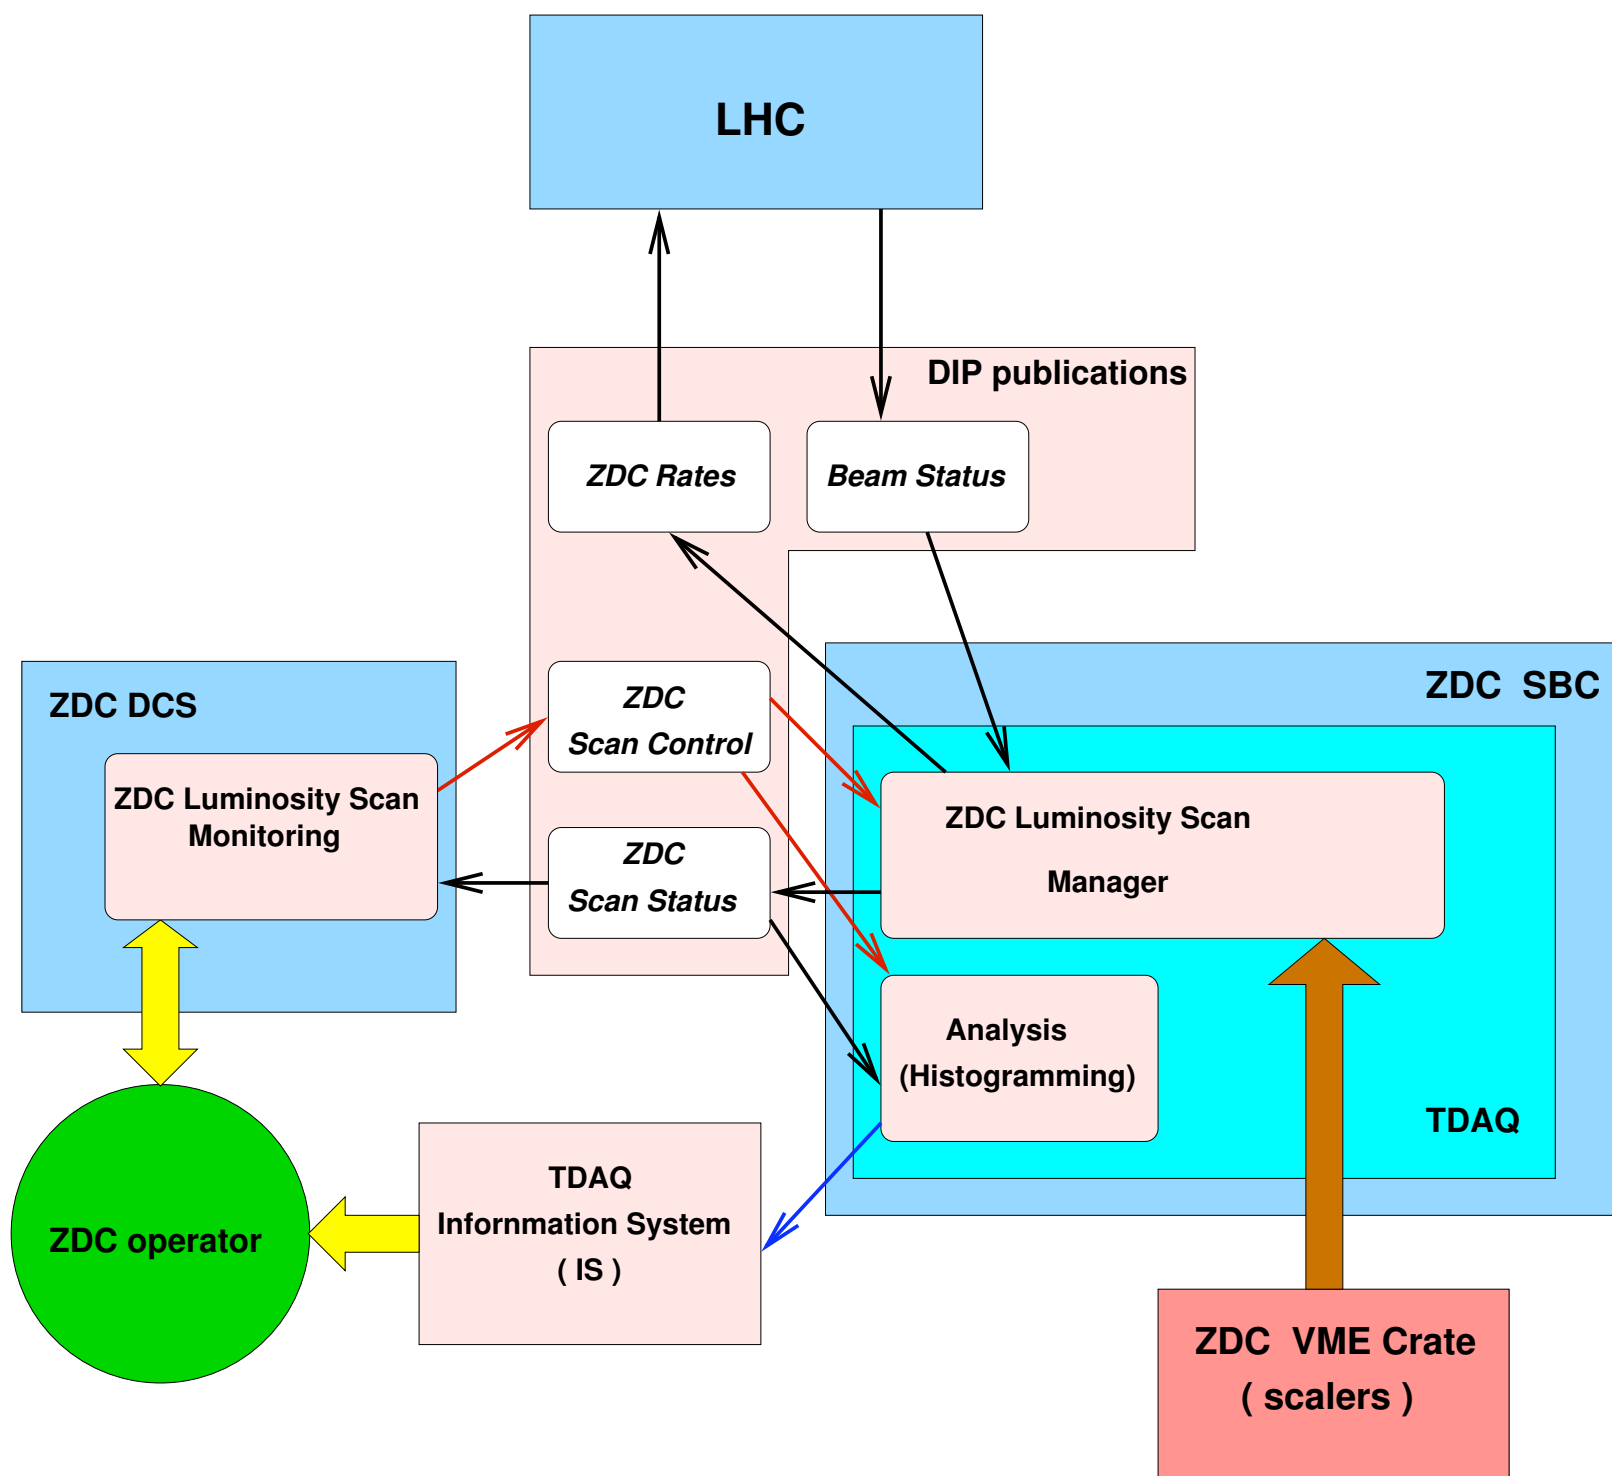 LHC
DIP publications
ZDC Rates
Beam Status
ZDC SBC
ZDC DCS
ZDC
Scan Control
ZDC Luminosity Scan
Monitoring
ZDC Luminosity Scan
Manager
ZDC
Scan Status
Analysis
(Histogramming)
TDAQ
TDAQ
Infornmation System
( IS )
ZDC operator
ZDC VME Crate
( scalers )